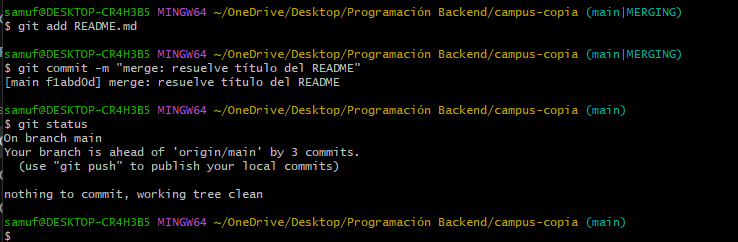 samuf@DESKTOP-CR4H3B5 MINGW64 ~/OneDrive/Desktop/Programación Backend/campus-copia (main|MERGING)
$ git add README.md

samuf@DESKTOP-CR4H3B5 MINGW64 ~/OneDrive/Desktop/Programación Backend/campus-copia (main|MERGING)
$ git commit -m "merge: resuelve título del README"
[main f1abd0d] merge: resuelve título del README

samuf@DESKTOP-CR4H3B5 MINGW64 ~/OneDrive/Desktop/Programación Backend/campus-copia (main)
$ git status
On branch main
Your branch is ahead of 'origin/main' by 3 commits.
  (use "git push" to publish your local commits)

nothing to commit, working tree clean

samuf@DESKTOP-CR4H3B5 MINGW64 ~/OneDrive/Desktop/Programación Backend/campus-copia (main)
$